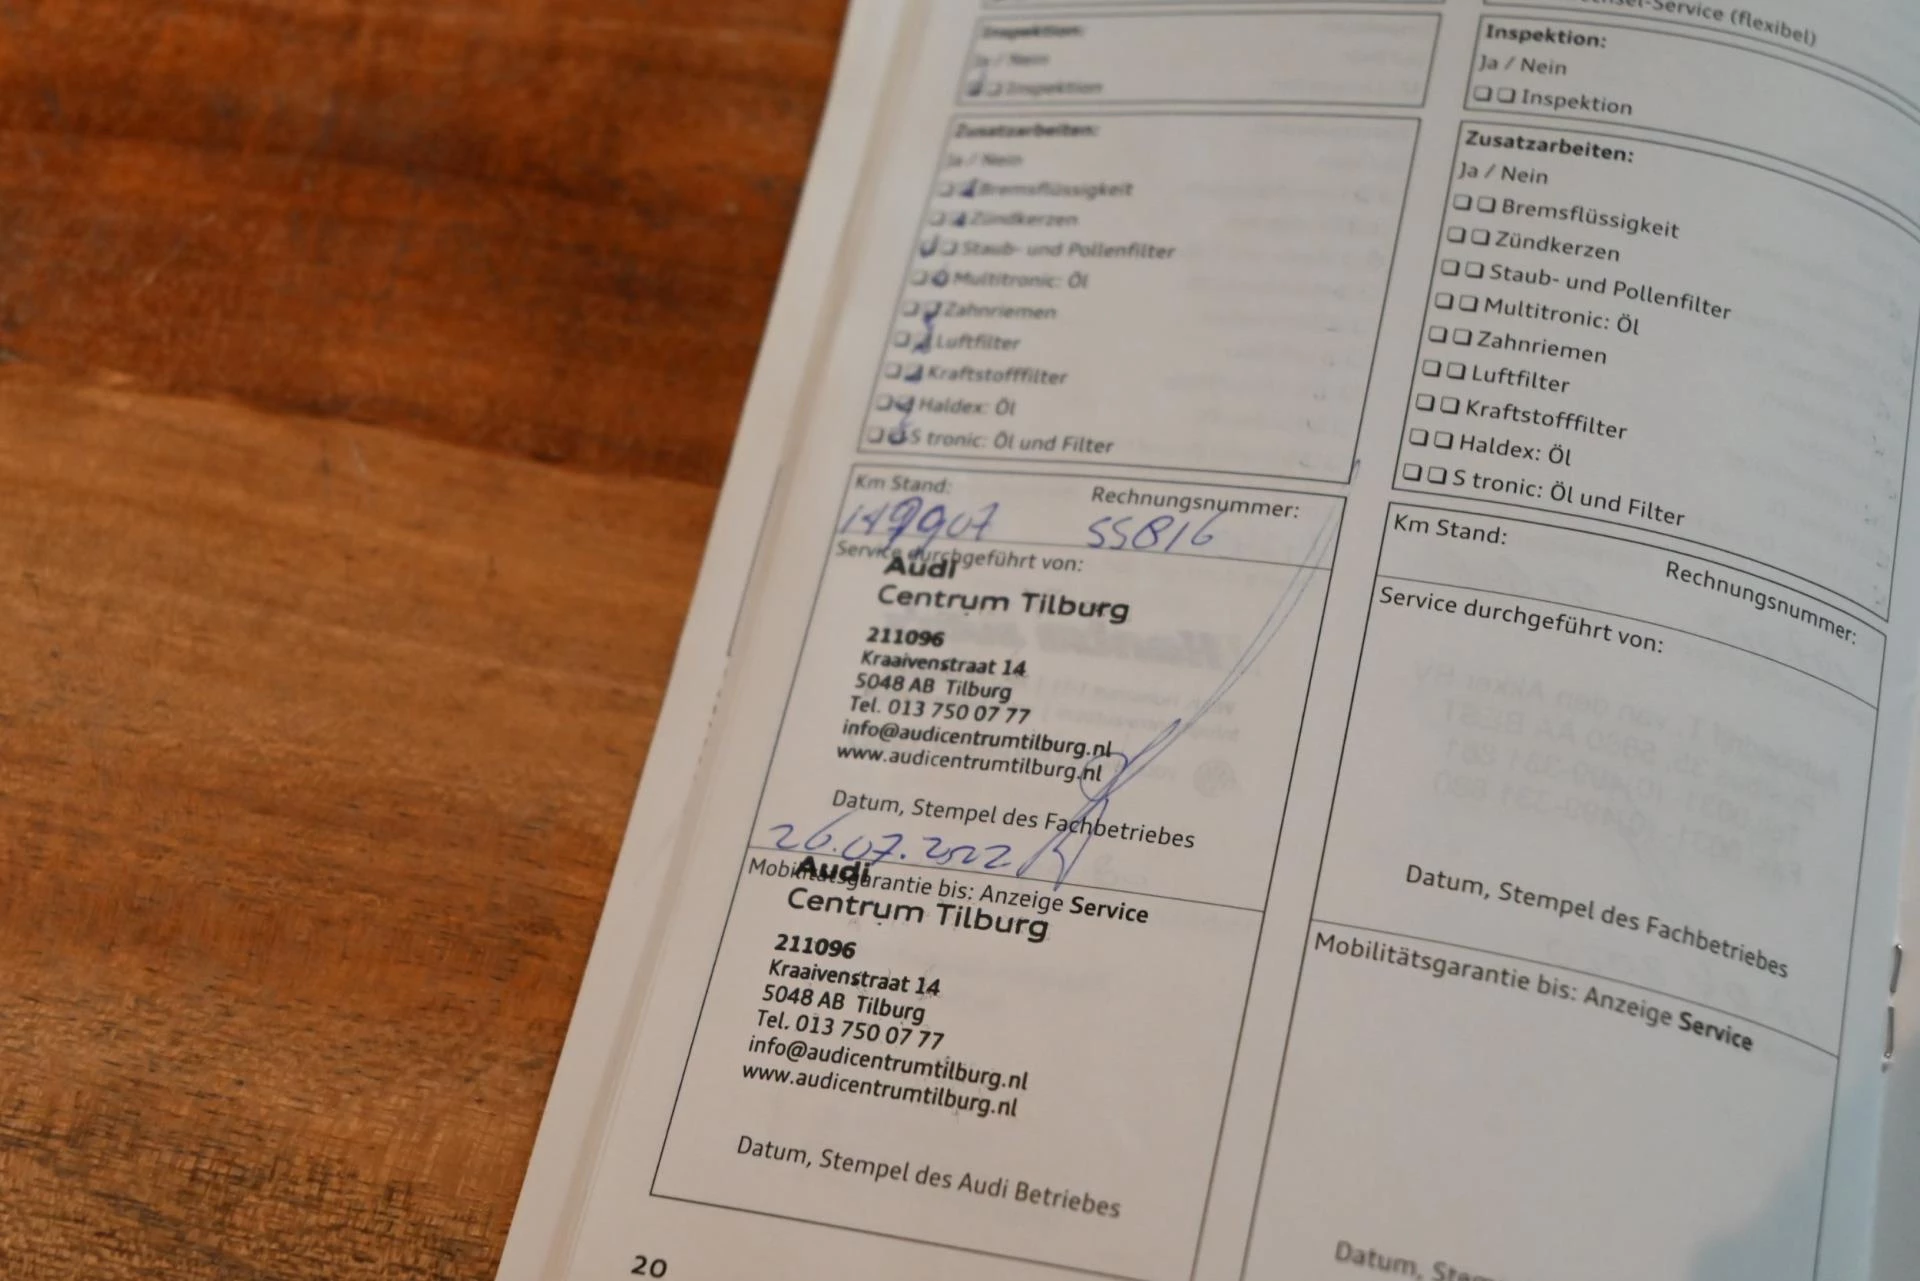 Inspektion:
Ja / Nein
Inspektion
Zusatzarbeiten:
Ja / Nein
Bremsflüssigkeit
Zündkerzen
Staub- und Pollenfilter
Multitronic: Öl
Zahnriemen
Luftfilter
Kraftstofffilter
Haldex: Öl
S tronic: Öl und Filter
Km Stand:
Rechnungsnummer:
55816
Service durchgeführt von:
Audi
Centrum Tilburg
211096
Kraaivenstraat 14
5048 AB Tilburg
Tel. 013 750 07 77
info@audicentrumtilburg.nl
www.audicentrumtilburg.nl
Datum, Stempel des Fachbetriebes
26.07.2022
Mobilitätsgarantie bis: Anzeige Service
Audi
Centrum Tilburg
211096
Kraaivenstraat 14
5048 AB Tilburg
Tel. 013 750 07 77
info@audicentrumtilburg.nl
www.audicentrumtilburg.nl
Datum, Stempel des Audi Betriebes
20
-Service (flexibel)
Inspektion:
Ja / Nein
Inspektion
Zusatzarbeiten:
Ja / Nein
Bremsflüssigkeit
Zündkerzen
Staub- und Pollenfilter
Multitronic: Öl
Zahnriemen
Luftfilter
Kraftstofffilter
Haldex: Öl
S tronic: Öl und Filter
Km Stand:
Rechnungsnummer:
Service durchgeführt von:
Datum, Stempel des Fachbetriebes
Mobilitätsgarantie bis: Anzeige Service
Datum,